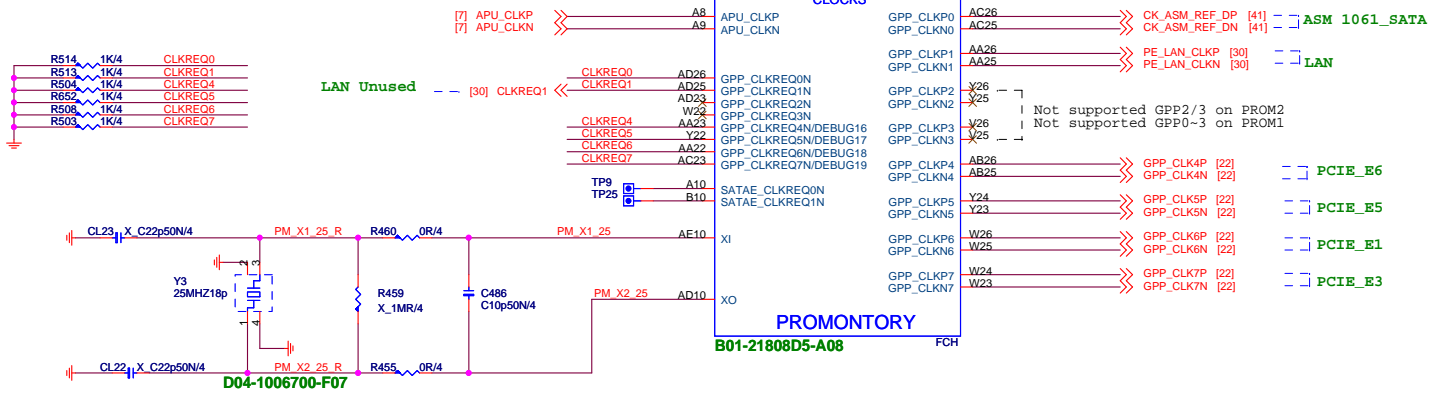 CLOCKS
[7] APU_CLKP A8 APU_CLKP GPP_CLKP0 AC26 CK_ASM_REF_DP [41]
[7] APU_CLKN A9 APU_CLKN GPP_CLKN0 AC25 CK_ASM_REF_DN [41]
ASM 1061_SATA
GPP_CLKP1 AA26 PE_LAN_CLKP [30]
GPP_CLKN1 AA25 PE_LAN_CLKN [30]
LAN
R514 1K/4 CLKREQ0
R513 1K/4 CLKREQ1
R504 1K/4 CLKREQ4
R652 1K/4 CLKREQ5
R508 1K/4 CLKREQ6
R503 1K/4 CLKREQ7
LAN Unused
CLKREQ0 AD26 GPP_CLKREQ0N
[30] CLKREQ1 CLKREQ1 AD25 GPP_CLKREQ1N
AD23 GPP_CLKREQ2N
W22 GPP_CLKREQ3N
CLKREQ4 AA23 GPP_CLKREQ4N/DEBUG16
CLKREQ5 Y22 GPP_CLKREQ5N/DEBUG17
CLKREQ6 AA22 GPP_CLKREQ6N/DEBUG18
CLKREQ7 AC23 GPP_CLKREQ7N/DEBUG19
GPP_CLKP2 Y26
GPP_CLKN2 Y25
Not supported GPP2/3 on PROM2
Not supported GPP0~3 on PROM1
GPP_CLKP3 V26
GPP_CLKN3 V25
GPP_CLKP4 AB26 GPP_CLK4P [22]
GPP_CLKN4 AB25 GPP_CLK4N [22]
PCIE_E6
TP9 A10 SATAE_CLKREQ0N
TP25 B10 SATAE_CLKREQ1N
GPP_CLKP5 Y24 GPP_CLK5P [22]
GPP_CLKN5 Y23 GPP_CLK5N [22]
PCIE_E5
CL23 X_C22p50N/4 PM_X1_25_R R460 0R/4 PM_X1_25 AE10 XI
GPP_CLKP6 W26 GPP_CLK6P [22]
GPP_CLKN6 W25 GPP_CLK6N [22]
PCIE_E1
GPP_CLKP7 W24 GPP_CLK7P [22]
GPP_CLKN7 W23 GPP_CLK7N [22]
PCIE_E3
2 3
Y3
25MHZ18p
1 4
R459
X_1MR/4
C486
C10p50N/4
PM_X2_25 AD10 XO
PROMONTORY
B01-21808D5-A08
FCH
CL22 X_C22p50N/4 PM_X2_25_R R455 0R/4
D04-1006700-F07